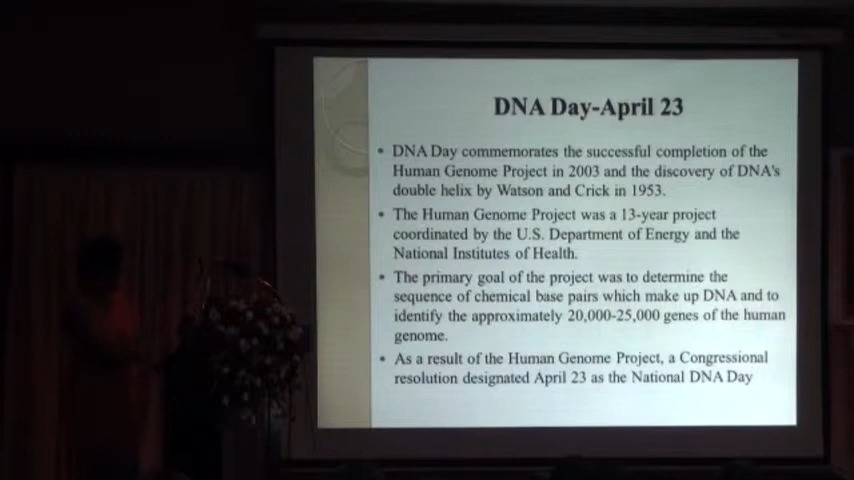 DNA Day-April 23
• DNA Day commemorates the successful completion of the
Human Genome Project in 2003 and the discovery of DNA's
double helix by Watson and Crick in 1953.
• The Human Genome Project was a 13-year project
coordinated by the U.S. Department of Energy and the
National Institutes of Health.
• The primary goal of the project was to determine the
sequence of chemical base pairs which make up DNA and to
identify the approximately 20,000-25,000 genes of the human
genome.
• As a result of the Human Genome Project, a Congressional
resolution designated April 23 as the National DNA Day